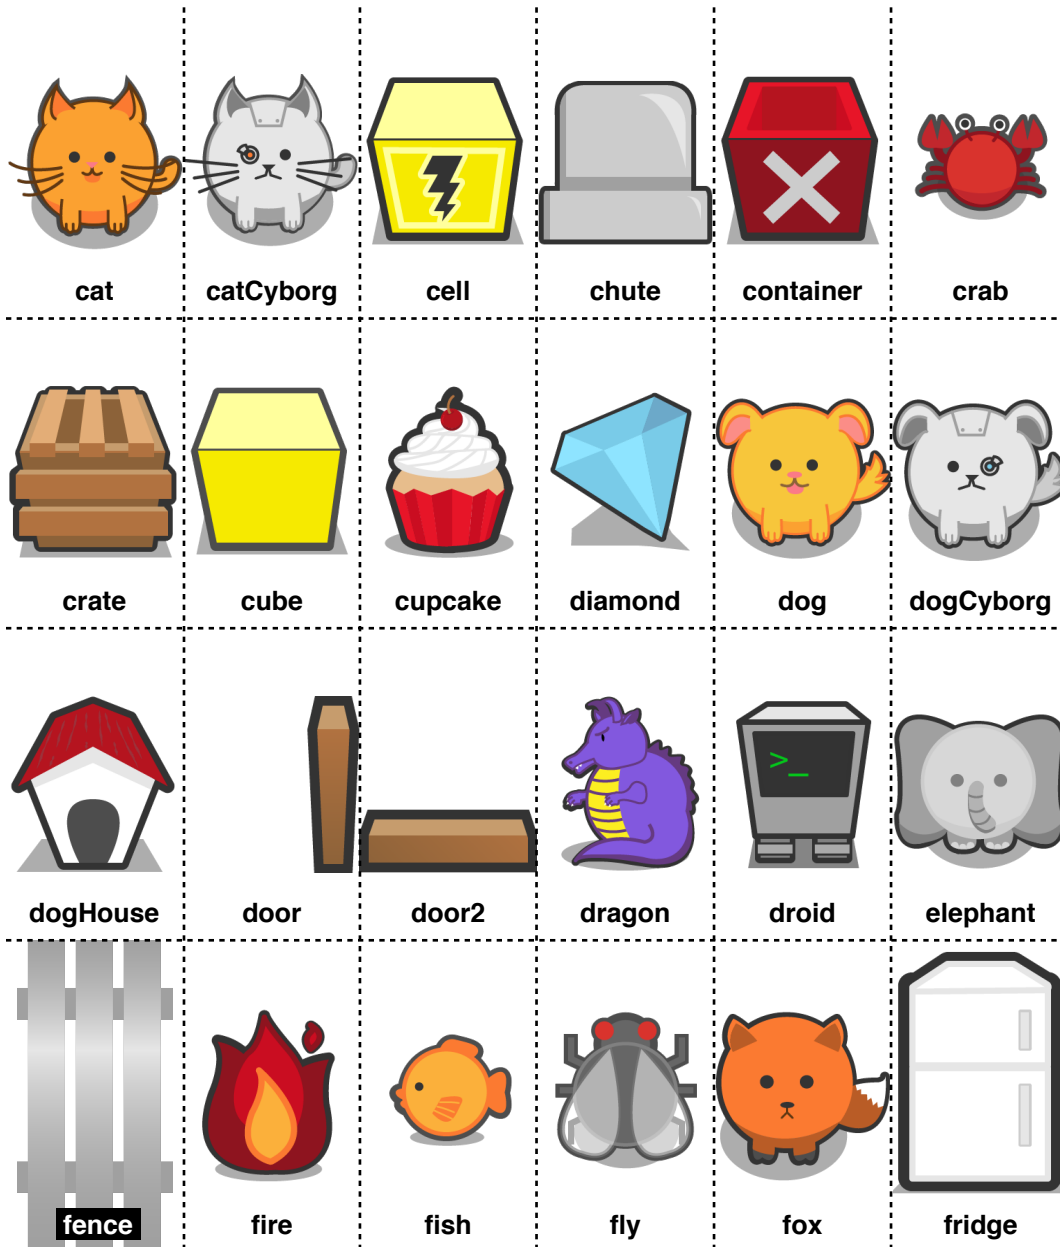 cat
catCyborg
cell
chute
container
crab
crate
cube
cupcake
diamond
dog
dogCyborg
>_
dogHouse
door
door2
dragon
droid
elephant
fence
fire
fish
fly
fox
fridge